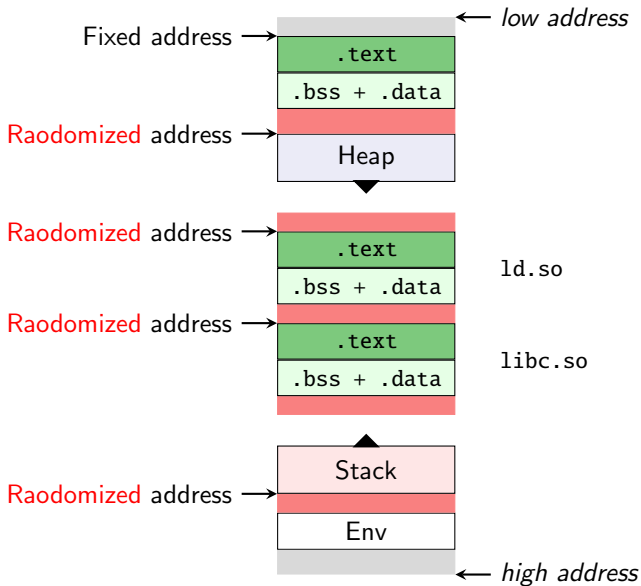 low address
Fixed address
.text
.bss + .data
Raodomized address
Heap
Raodomized address
.text
ld.so
.bss + .data
Raodomized address
.text
libc.so
.bss + .data
Stack
Raodomized address
Env
high address